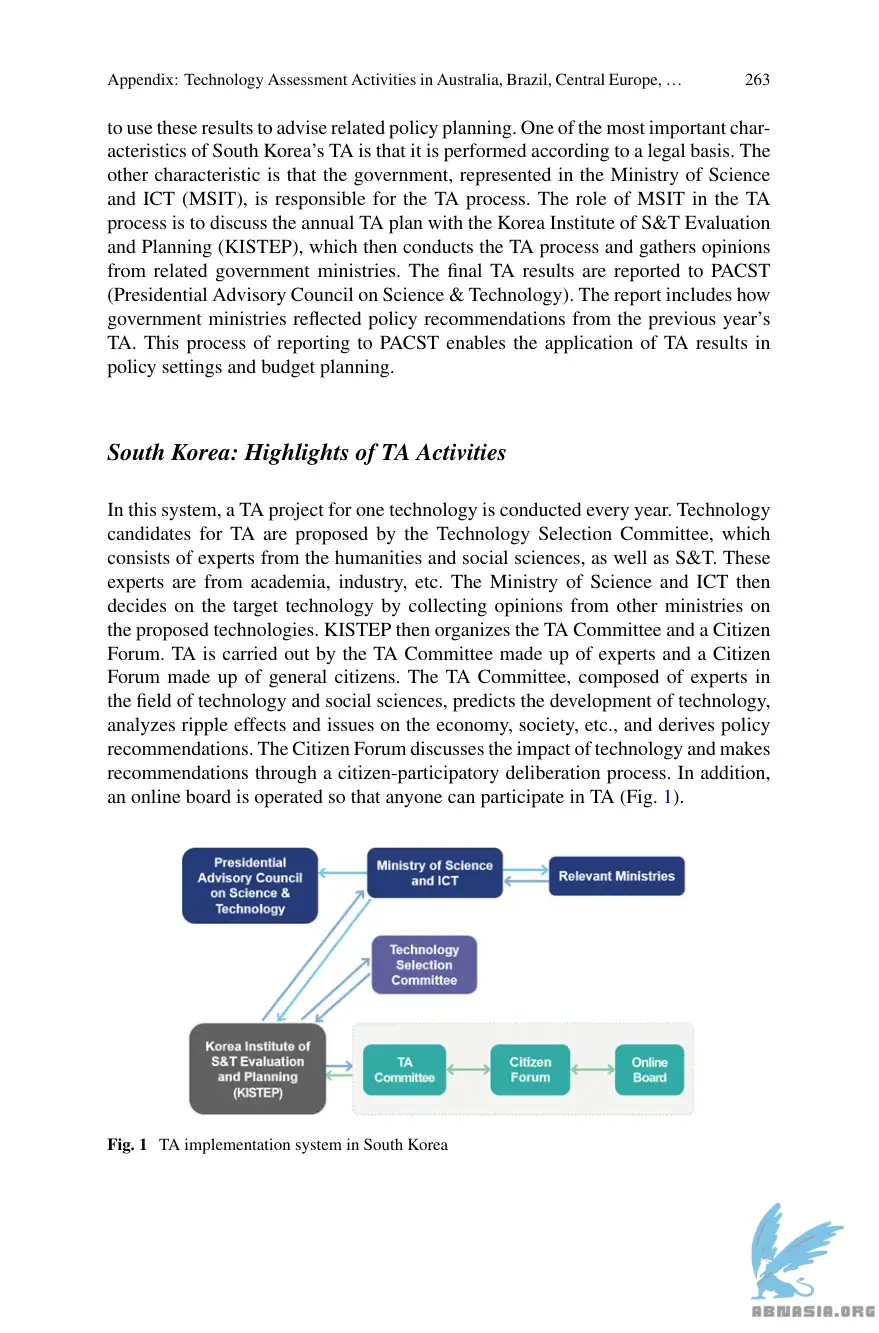 Appendix: Technology Assessment Activities in Australia, Brazil, Central Europe, … 263
to use these results to advise related policy planning. One of the most important char-
acteristics of South Korea’s TA is that it is performed according to a legal basis. The
other characteristic is that the government, represented in the Ministry of Science
and ICT (MSIT), is responsible for the TA process. The role of MSIT in the TA
process is to discuss the annual TA plan with the Korea Institute of S&T Evaluation
and Planning (KISTEP), which then conducts the TA process and gathers opinions
from related government ministries. The final TA results are reported to PACST
(Presidential Advisory Council on Science & Technology). The report includes how
government ministries reflected policy recommendations from the previous year’s
TA. This process of reporting to PACST enables the application of TA results in
policy settings and budget planning.
South Korea: Highlights of TA Activities
In this system, a TA project for one technology is conducted every year. Technology
candidates for TA are proposed by the Technology Selection Committee, which
consists of experts from the humanities and social sciences, as well as S&T. These
experts are from academia, industry, etc. The Ministry of Science and ICT then
decides on the target technology by collecting opinions from other ministries on
the proposed technologies. KISTEP then organizes the TA Committee and a Citizen
Forum. TA is carried out by the TA Committee made up of experts and a Citizen
Forum made up of general citizens. The TA Committee, composed of experts in
the field of technology and social sciences, predicts the development of technology,
analyzes ripple effects and issues on the economy, society, etc., and derives policy
recommendations. The Citizen Forum discusses the impact of technology and makes
recommendations through a citizen-participatory deliberation process. In addition,
an online board is operated so that anyone can participate in TA (Fig. 1).
Presidential
Advisory Council
on Science &
Technology
Ministry of Science
and ICT
Relevant Ministries
Technology
Selection
Committee
Korea Institute of
S&T Evaluation
and Planning
(KISTEP)
TA
Committee
Citizen
Forum
Online
Board
Fig. 1 TA implementation system in South Korea
ABNASIA.ORG